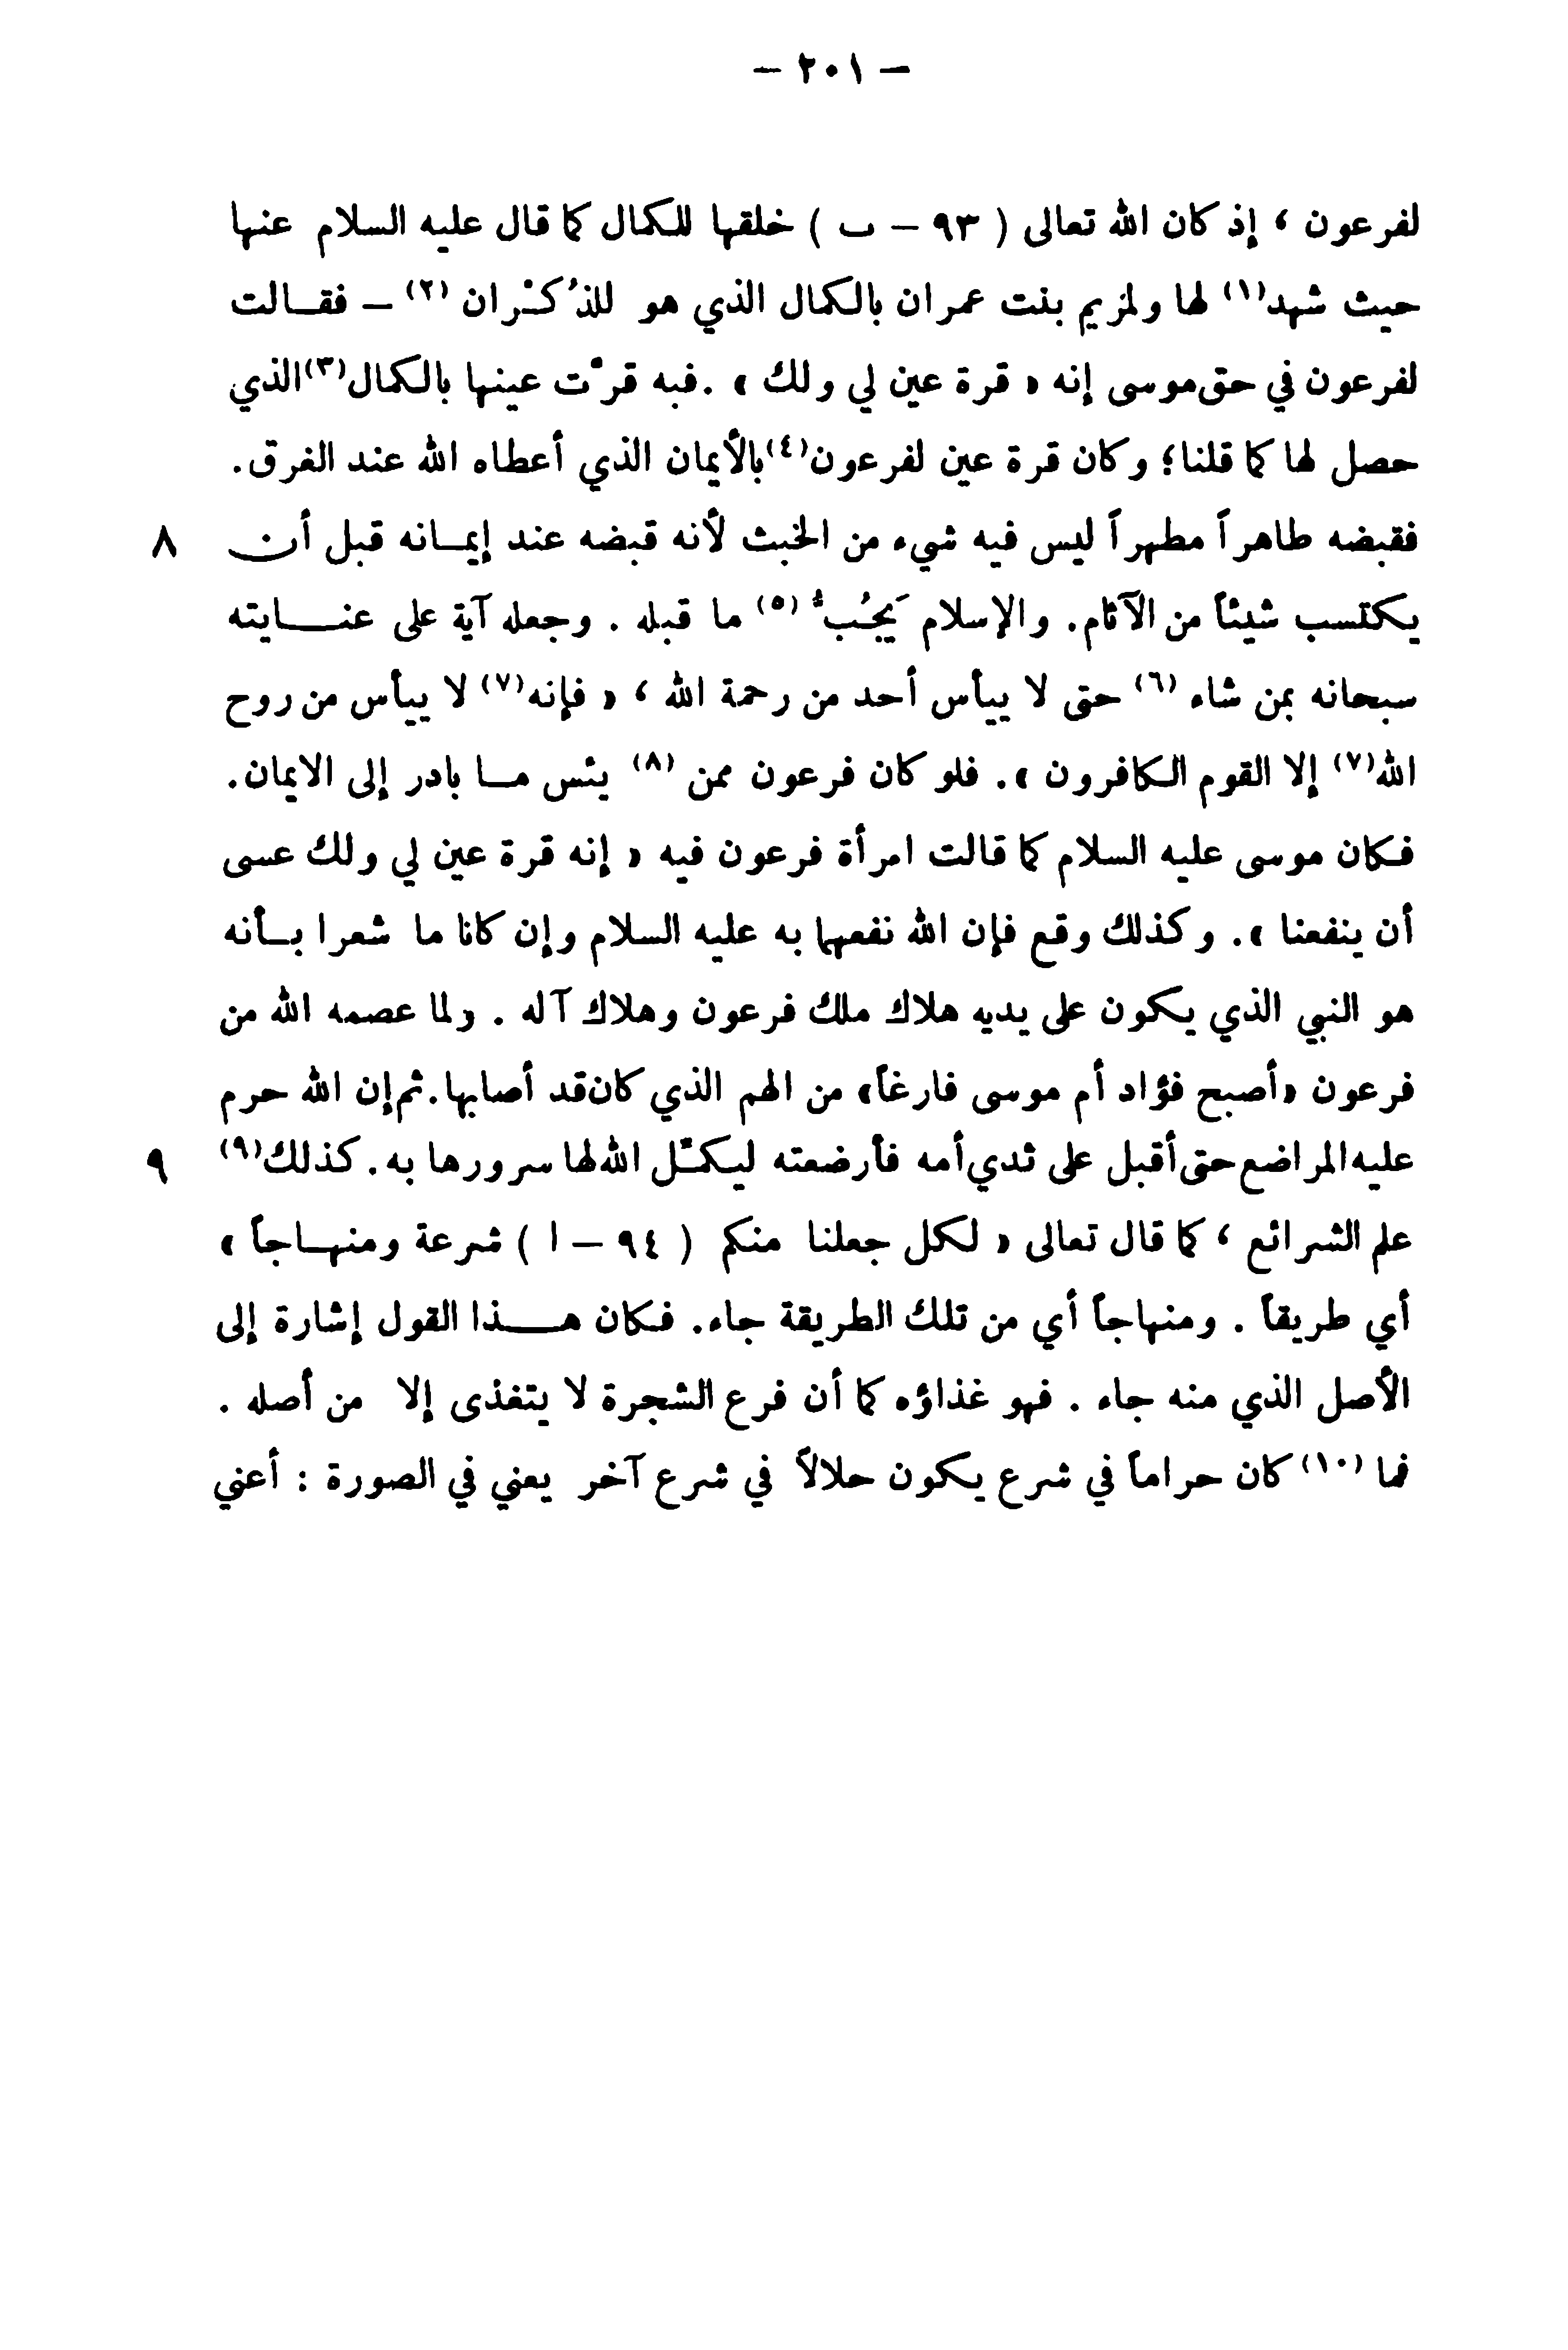 – ٢٠١ –
لفرعون ، إذ كان الله تعالى ( ٩٣ – ب ) خلقها للكمال كما قال عليه السلام عنها
حيث شهد(١) لها ولمزيم بنت عمران بالكمال الذي هو للذُكْران (٢) – فقالت
لفرعون في حق موسى إنه « قرة عين لي ولك » . فبه قرَّت عينها بالكمال(٣) الذي
حصل لها كما قلنا؛ وكان قرة عين لفرعون(٤) بالأيمان الذي أعطاه الله عند الغرق.
فقبضه طاهراً مطهراً ليس فيه شيء من الخبث لأنه قبضه عند إيمانه قبل أن ٨
يكتسب شيئاً من الآثام. والإسلام يَجُبُّ (٥) ما قبله . وجعله آية على عنايته
سبحانه بمن شاء (٦) حتى لا ييأس أحد من رحمة الله ، « فإنه(٧) لا ييأس من روح
الله(٧) إلا القوم الكافرون ». فلو كان فرعون ممن (٨) يئس ما بادر إلى الايمان.
فكان موسى عليه السلام كما قالت امرأة فرعون فيه « إنه قرة عين لي ولك عسى
أن ينفعنا ». وكذلك وقع فإن الله نفعهما به عليه السلام وإن كانا ما شعرا بأنه
هو النبي الذي يكون على يديه هلاك ملك فرعون وهلاك آله . ولما عصمه الله من
فرعون «أصبح فؤاد أم موسى فارغاً» من الهم الذي كان قد أصابها. ثم إن الله حرم
عليه المراضع حتى أقبل على ثدي أمه فأرضعته ليكمّل الله لها سرورها به. كذلك(٩) ٩
علم الشرائع ، كما قال تعالى « لكل جعلنا منكم ( ٩٤ – ا ) شرعة ومنهاجاً »
أي طريقاً . ومنهاجاً أي من تلك الطريقة جاء. فكان هذا القول إشارة إلى
الأصل الذي منه جاء . فهو غذاؤه كما أن فرع الشجرة لا يتغذى إلا من أصله .
فما (١٠) كان حراماً في شرع يكون حلالاً في شرع آخر يعني في الصورة : أعني